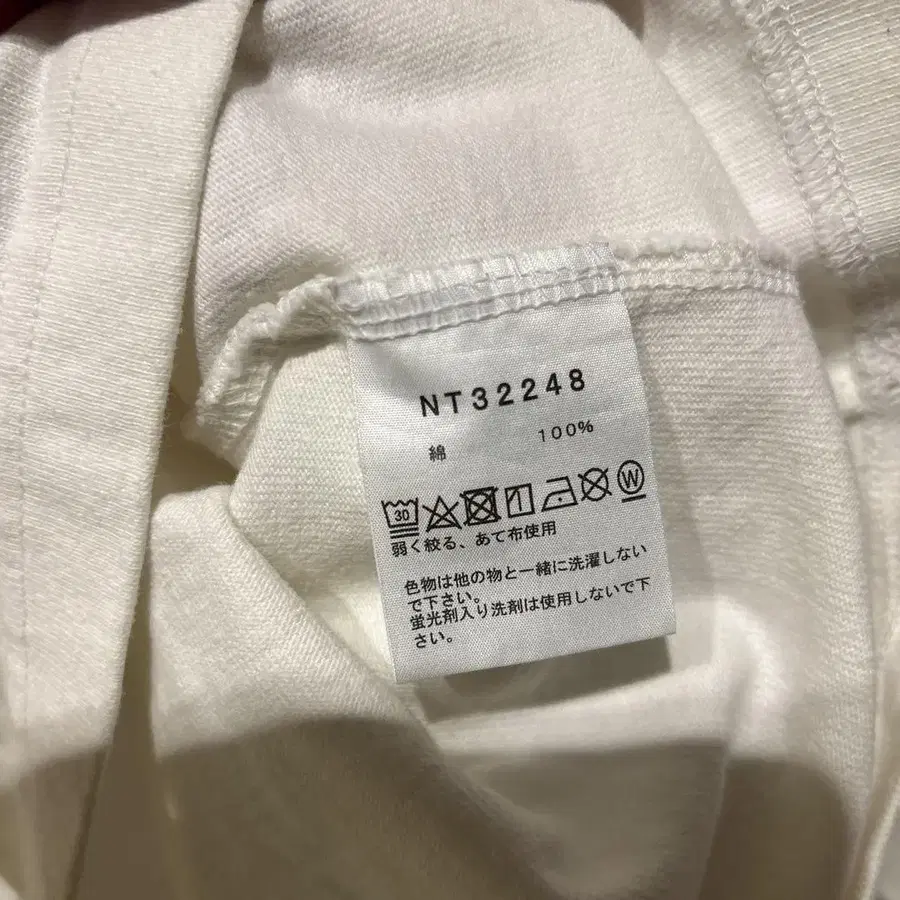 NT32248
綿 100%
30 W
弱く絞る、あて布使用
色物は他の物と一緒に洗濯しない
で下さい。
蛍光剤入り洗剤は使用しないで下
さい。